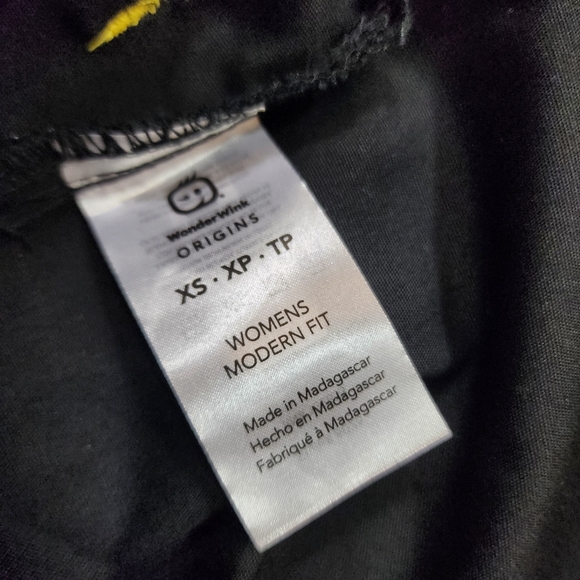 WonderWink
ORIGINS
XS · XP · TP
WOMENS
MODERN FIT
Made in Madagascar
Hecho en Madagascar
Fabriqué à Madagascar